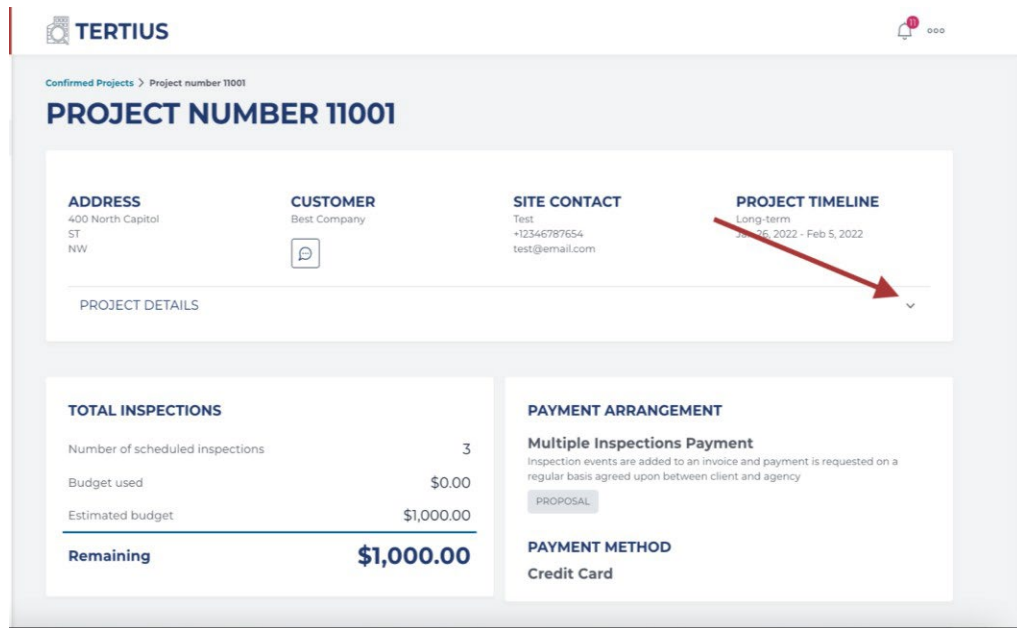 TERTIUS
11
Confirmed Projects > Project number 11001
PROJECT NUMBER 11001
ADDRESS
400 North Capitol
ST
NW
CUSTOMER
Best Company
SITE CONTACT
Test
+12346787654
test@email.com
PROJECT TIMELINE
Long-term
26, 2022 - Feb 5, 2022
PROJECT DETAILS
TOTAL INSPECTIONS
Number of scheduled inspections 3
Budget used $0.00
Estimated budget $1,000.00
Remaining $1,000.00
PAYMENT ARRANGEMENT
Multiple Inspections Payment
Inspection events are added to an invoice and payment is requested on a
regular basis agreed upon between client and agency
PROPOSAL
PAYMENT METHOD
Credit Card